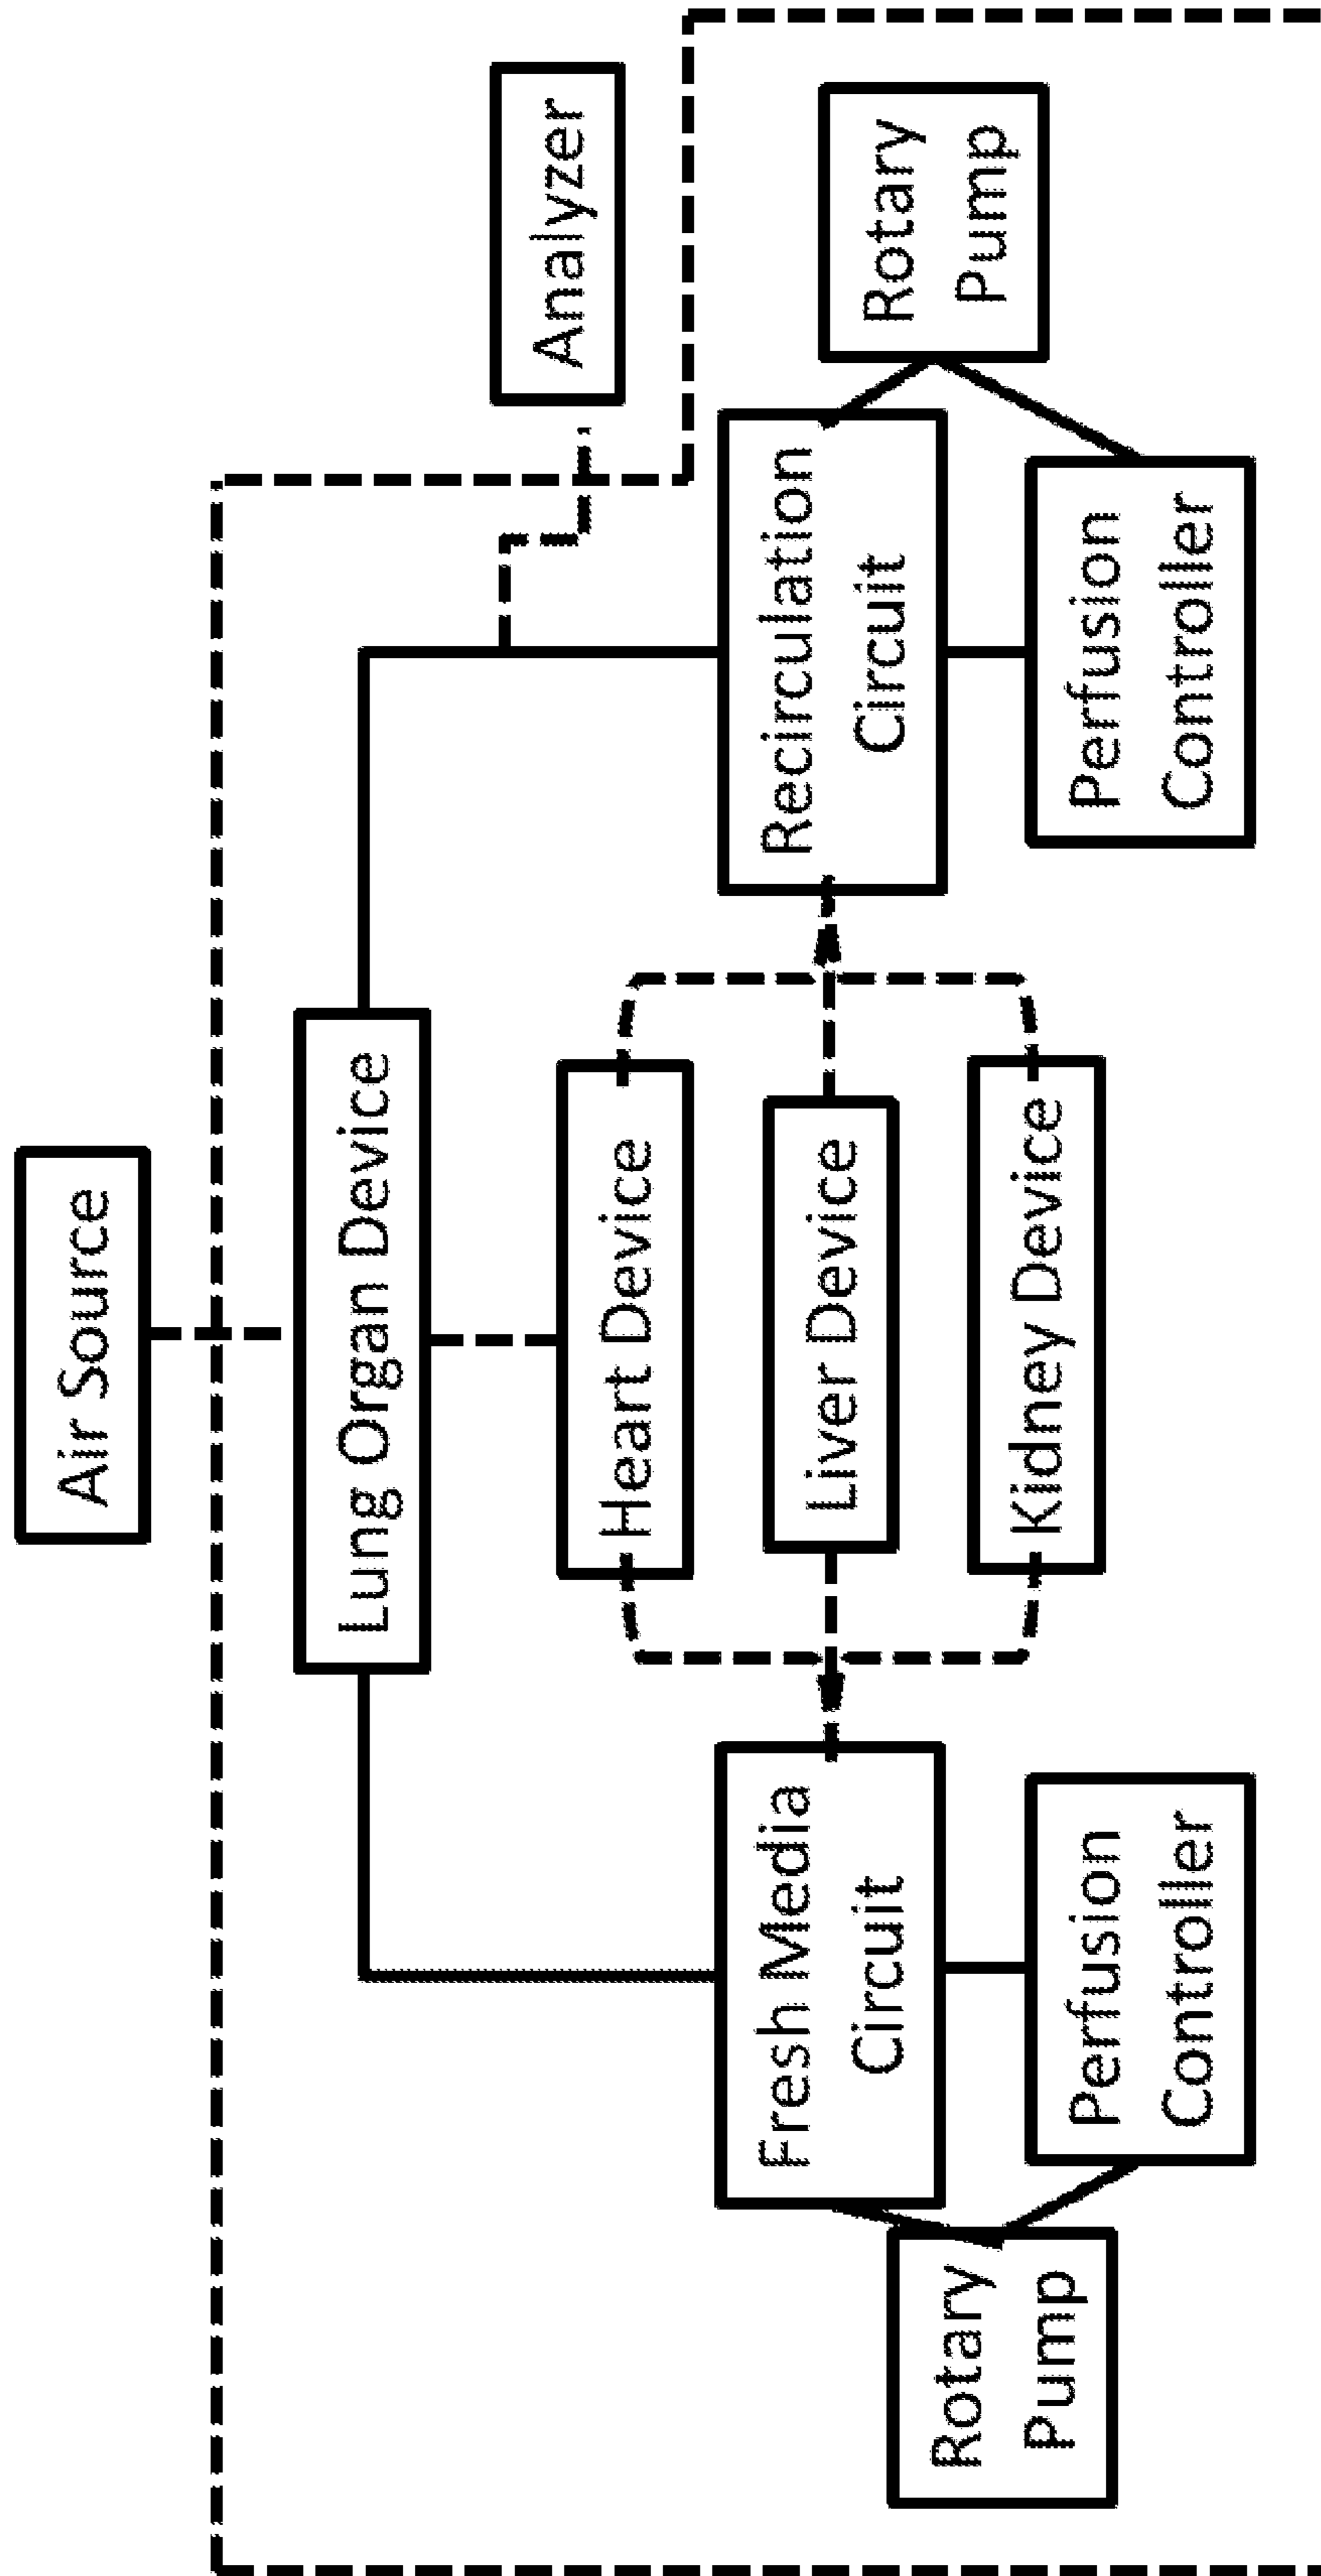 Air Source
Lung Organ Device
Analyzer
Heart Device
Fresh Media
Circuit
Liver Device
Recirculation
Circuit
Rotary
Pump
Rotary
Pump
Kidney Device
Perfusion
Controller
Perfusion
Controller